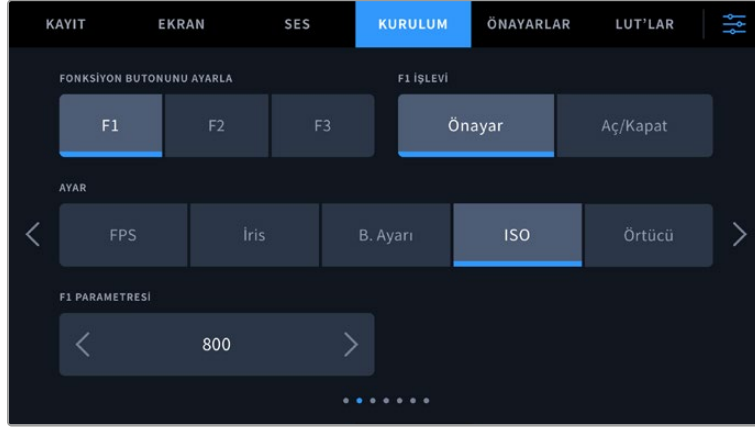 KAYIT EKRAN SES KURULUM ÖNAYARLAR LUT’LAR
FONKSİYON BUTONUNU AYARLA F1 İŞLEVİ
F1 F2 F3 Önayar Aç/Kapat
AYAR
FPS İris B. Ayarı ISO Örtücü
F1 PARAMETRESİ
800